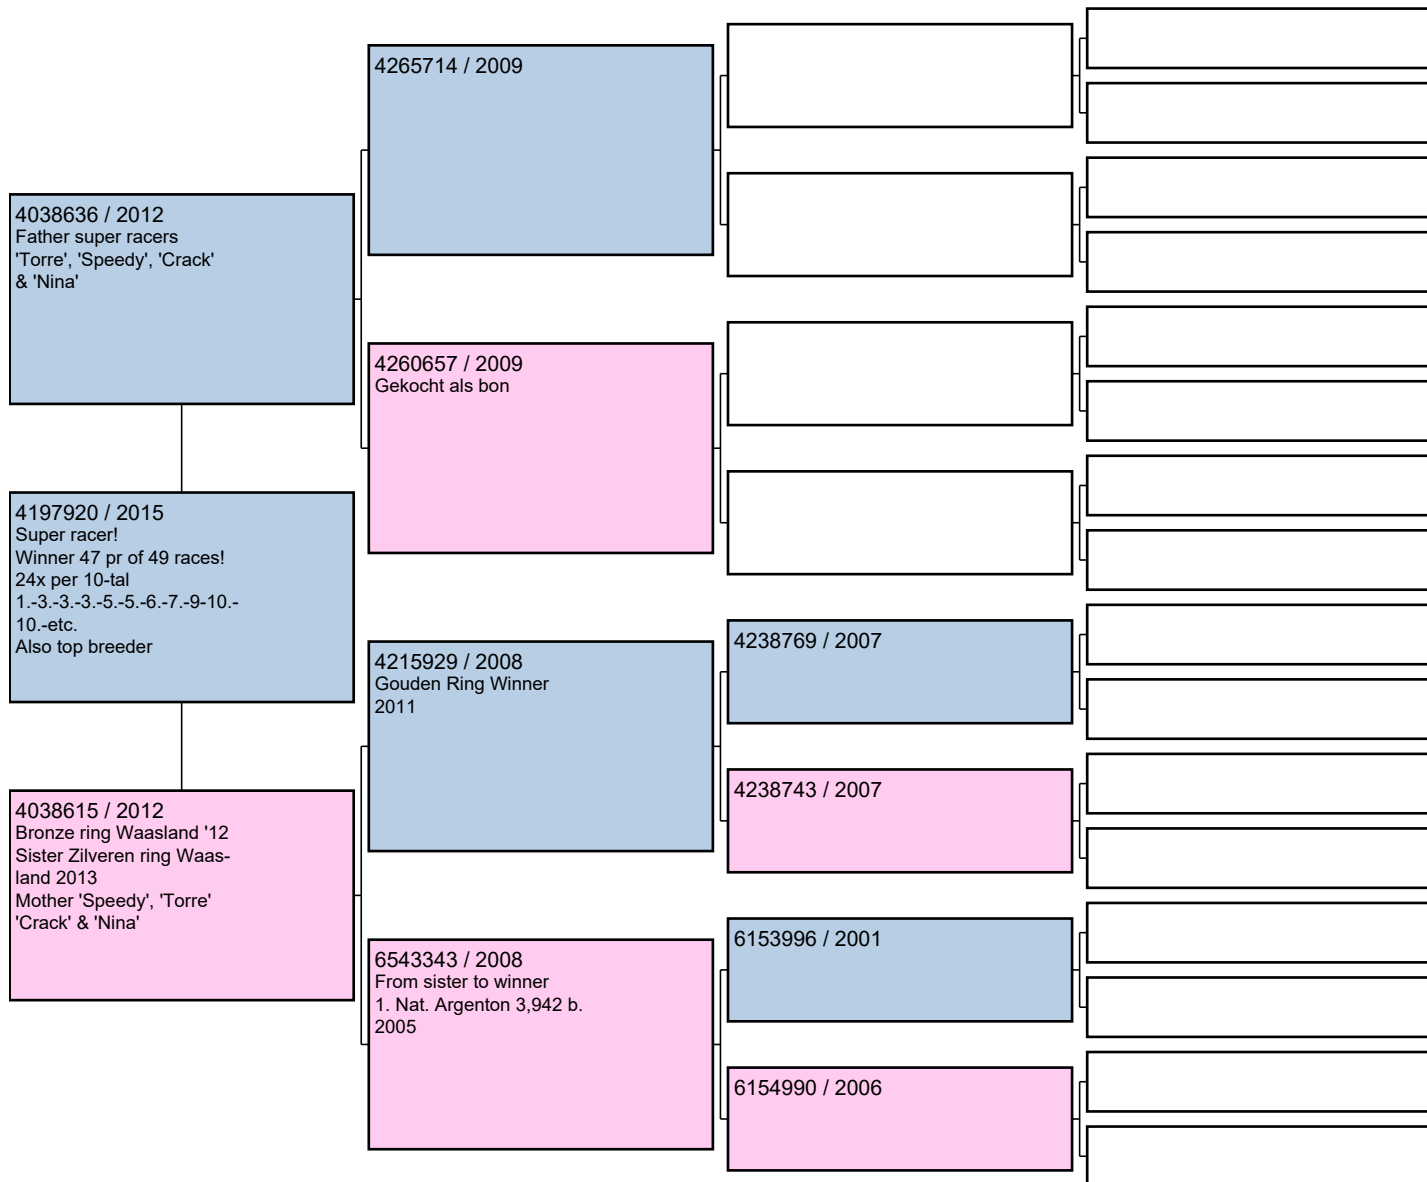 4038636 / 2012
Father super racers
'Torre', 'Speedy', 'Crack'
& 'Nina'
4197920 / 2015
Super racer!
Winner 47 pr of 49 races!
24x per 10-tal
1.-3.-3.-3.-5.-5.-6.-7.-9-10.-
10.-etc.
Also top breeder
4038615 / 2012
Bronze ring Waasland '12
Sister Zilveren ring Waas-
land 2013
Mother 'Speedy', 'Torre'
'Crack' & 'Nina'
4265714 / 2009
4260657 / 2009
Gekocht als bon
4215929 / 2008
Gouden Ring Winner
2011
6543343 / 2008
From sister to winner
1. Nat. Argenton 3,942 b.
2005
4238769 / 2007
4238743 / 2007
6153996 / 2001
6154990 / 2006